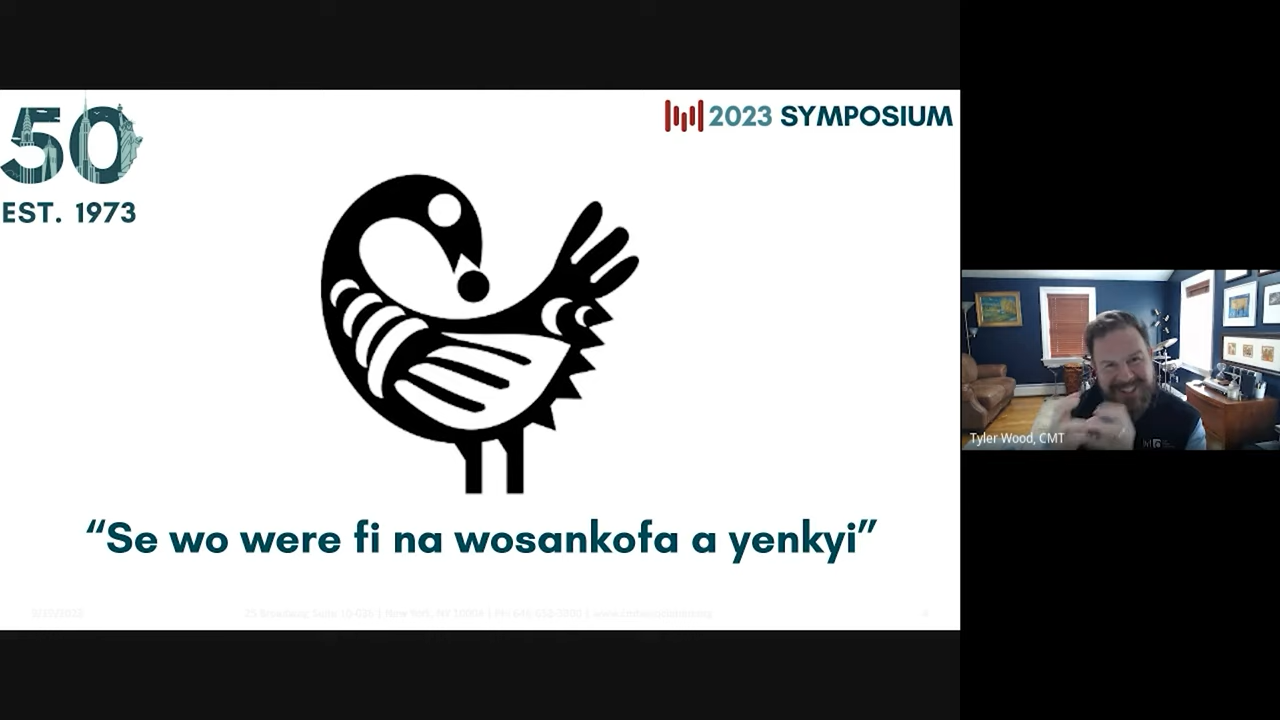 50
EST. 1973
2023 SYMPOSIUM
“Se wo were fi na wosankofa a yenkyi”
Tyler Wood, CMT